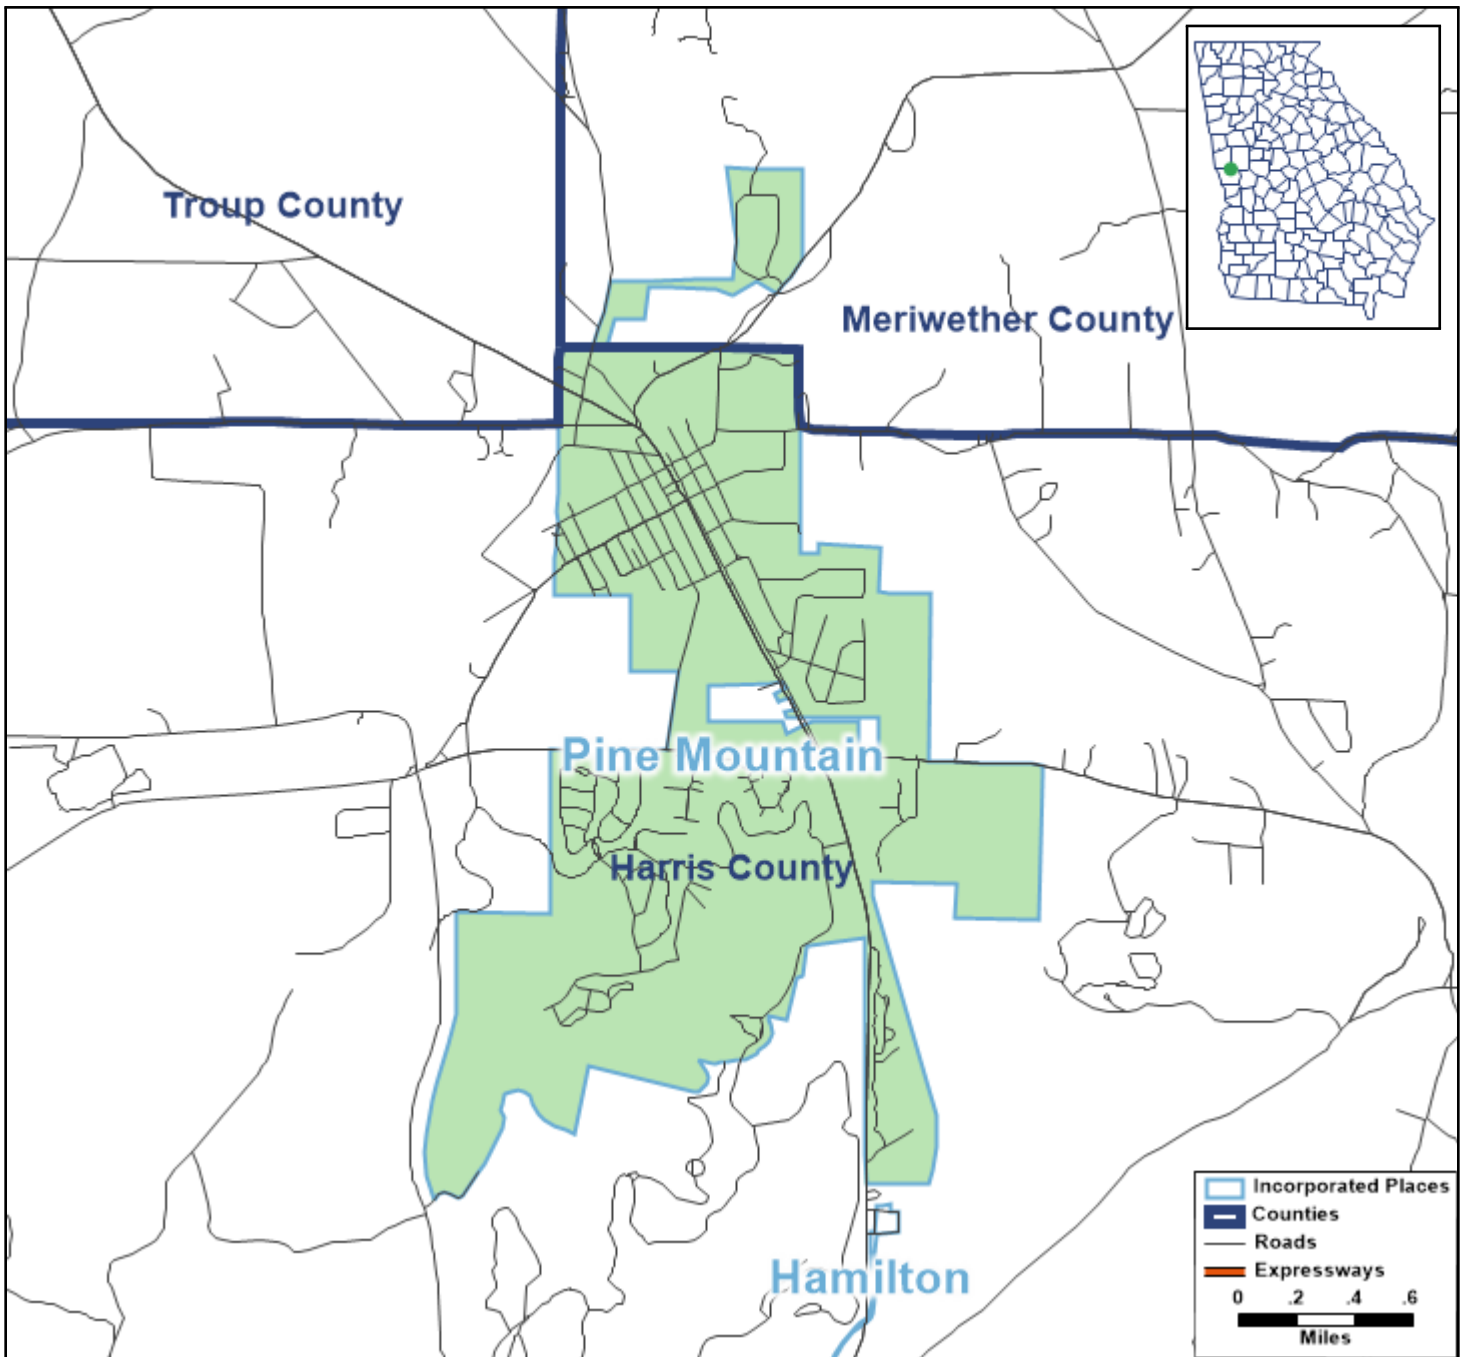 Troup County
Meriwether County
Pine Mountain
Harris County
Hamilton
Incorporated Places
Counties
Roads
Expressways
0 .2 .4 .6
Miles